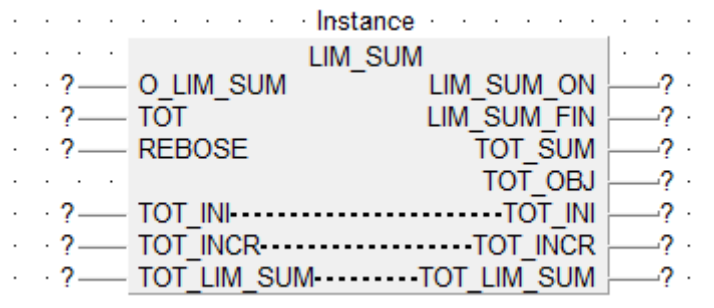 Instance
LIM_SUM
? O_LIM_SUM LIM_SUM_ON ?
? TOT LIM_SUM_FIN ?
? REBOSE TOT_SUM ?
TOT_OBJ ?
? TOT_INI TOT_INI ?
? TOT_INCR TOT_INCR ?
? TOT_LIM_SUM TOT_LIM_SUM ?